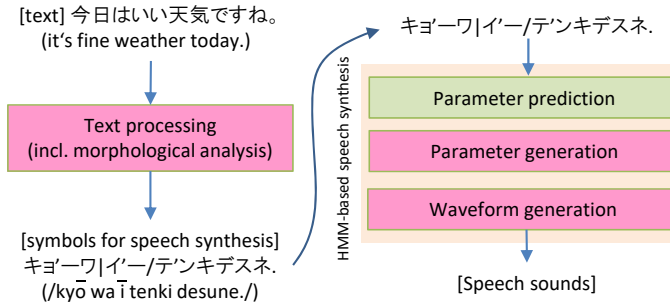 [text] 今日はいい天気ですね。
(it's fine weather today.)
Text processing
(incl. morphological analysis)
[symbols for speech synthesis]
キョ'ーワ|イ'ー/テ'ンキデスネ.
(/kyō wa ī tenki desune./)
キョ'ーワ|イ'ー/テ'ンキデスネ.
HMM-based speech synthesis
Parameter prediction
Parameter generation
Waveform generation
[Speech sounds]